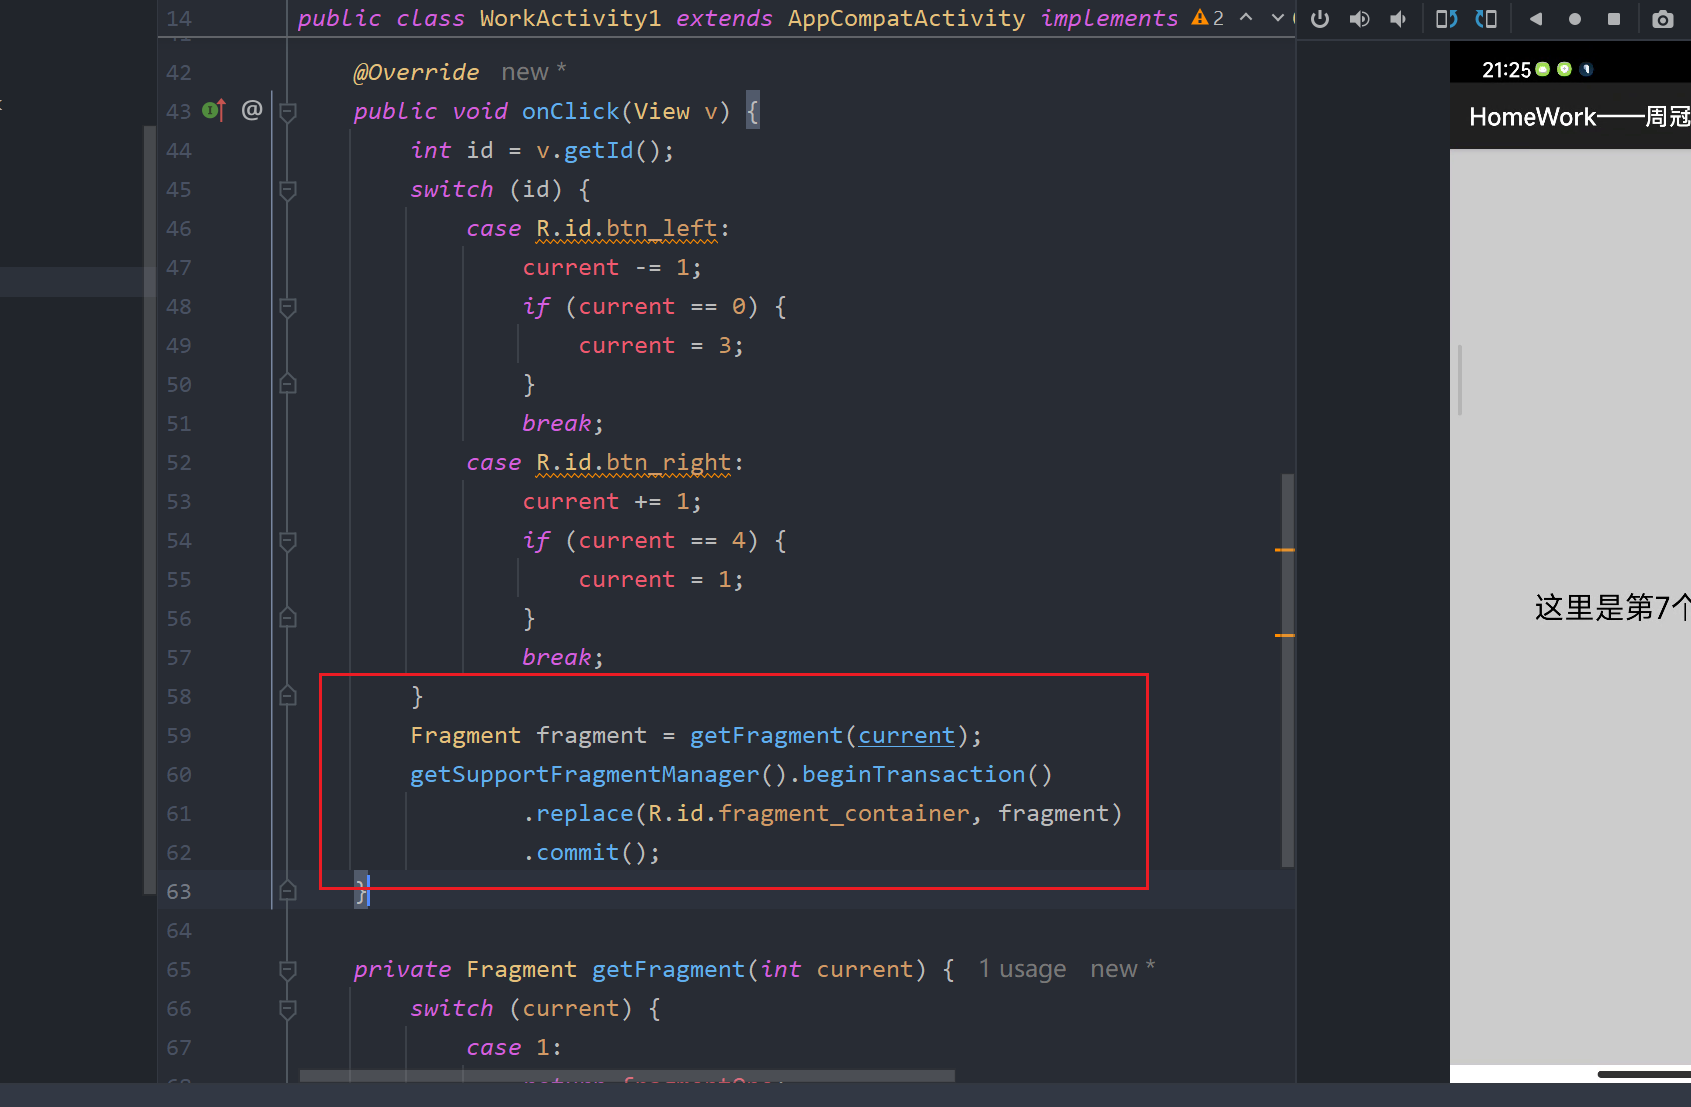 14 public class WorkActivity1 extends AppCompatActivity implements 2
42 @Override new *
43 @ public void onClick(View v) {
44 int id = v.getId();
45 switch (id) {
46 case R.id.btn_left:
47 current -= 1;
48 if (current == 0) {
49 current = 3;
50 }
51 break;
52 case R.id.btn_right:
53 current += 1;
54 if (current == 4) {
55 current = 1;
56 }
57 break;
58 }
59 Fragment fragment = getFragment(current);
60 getSupportFragmentManager().beginTransaction()
61 .replace(R.id.fragment_container, fragment)
62 .commit();
63 }
64
65 private Fragment getFragment(int current) { 1 usage new *
66 switch (current) {
67 case 1:
21:25
HomeWork——周冠
这里是第7个